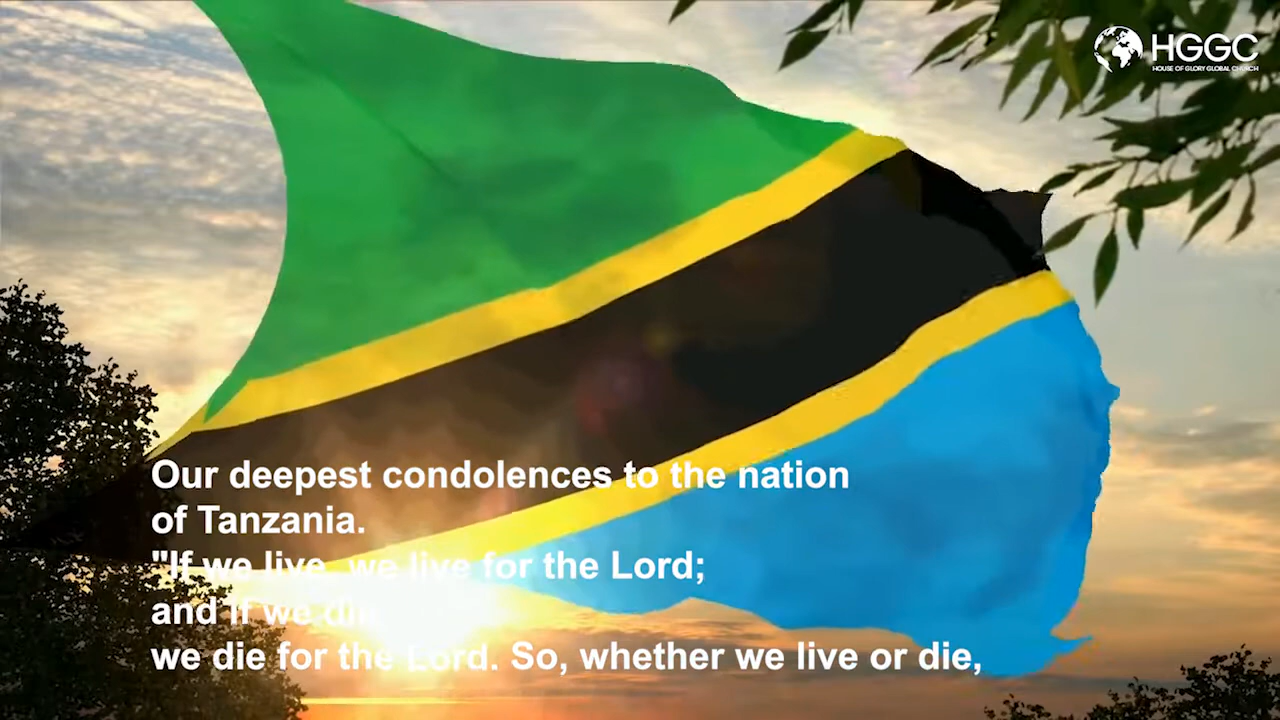 HGGC
HOUSE OF GLORY GLOBAL CHURCH
Our deepest condolences to the nation
of Tanzania.
"If we live, we live for the Lord;
and if we die,
we die for the Lord. So, whether we live or die,